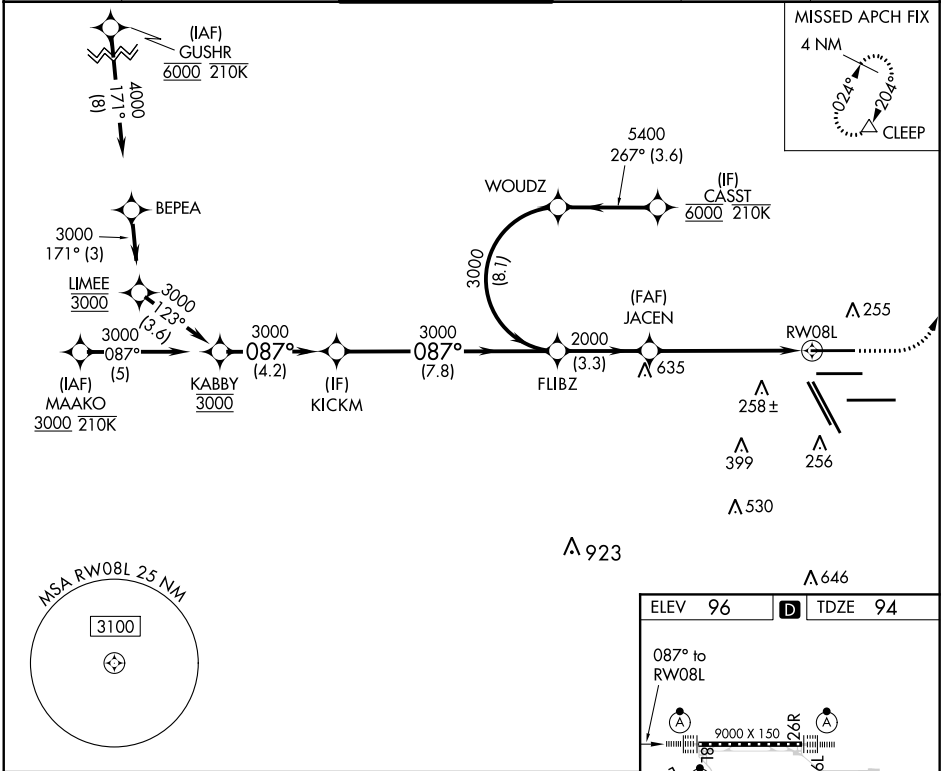 MISSED APCH FIX
4 NM
024°
204°
CLEEP
(IAF)
GUSHR
6000 210K
4000
171°
(8)
BEPEA
3000
171° (3)
LIMEE
3000
3000
123°
(3.6)
5400
267° (3.6)
WOUDZ
(IF)
CASST
6000 210K
3000
(8.1)
(FAF)
JACEN
255
RW08L
3000
087°
(5)
3000
087°
(4.2)
3000
087°
(7.8)
2000
(3.3)
635
(IAF)
MAAKO
3000 210K
KABBY
3000
(IF)
KICKM
FLIBZ
258±
399
256
530
923
646
MSA RW08L 25 NM
3100
ELEV 96
D
TDZE 94
087° to
RW08L
A
A
9000 X 150
26R